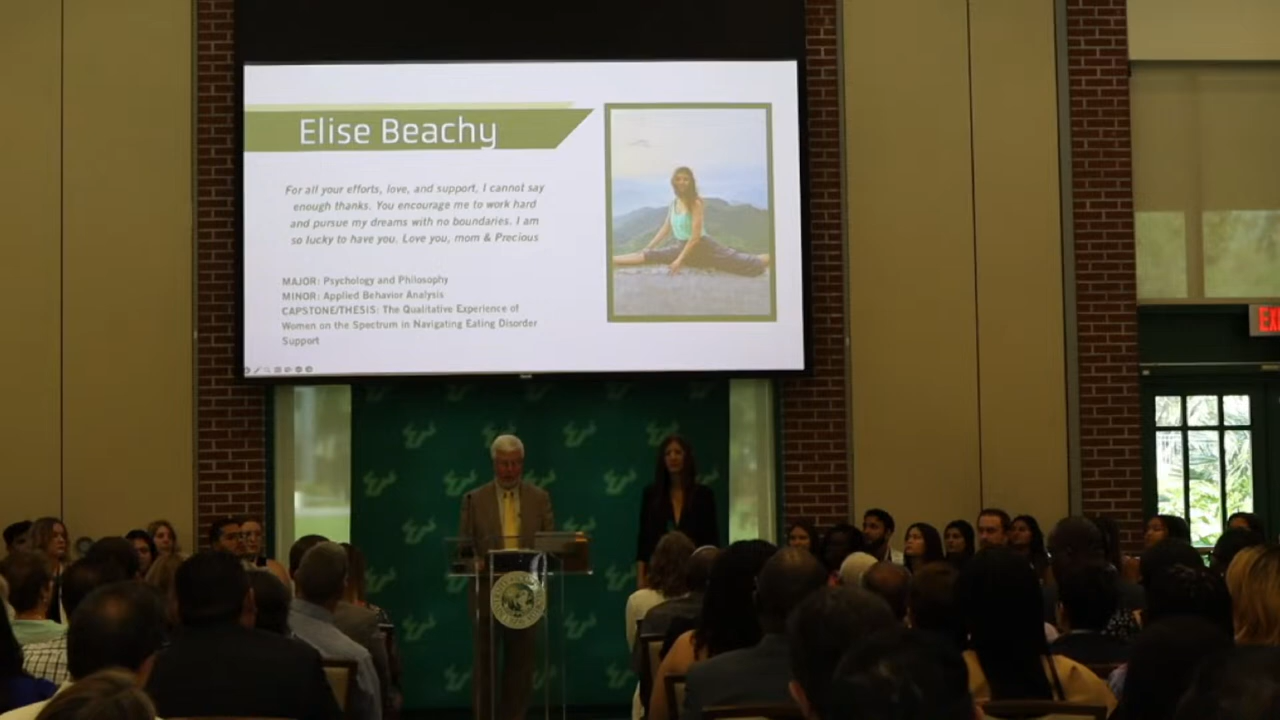 Elise Beachy
For all your efforts, love, and support, I cannot say
enough thanks. You encourage me to work hard
and pursue my dreams with no boundaries. I am
so lucky to have you. Love you, mom & Precious
MAJOR: Psychology and Philosophy
MINOR: Applied Behavior Analysis
CAPSTONE/THESIS: The Qualitative Experience of
Women on the Spectrum in Navigating Eating Disorder
Support